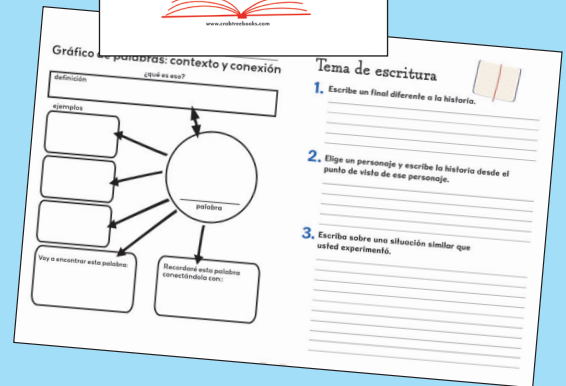 www.crabtreebooks.com
Gráfico de palabras: contexto y conexión
definición
¿qué es eso?
ejemplos
palabra
Voy a encontrar esta palabra:
Recordaré esta palabra
conectándola con:
Tema de escritura
1. Escribe un final diferente a la historia.
2. Elige un personaje y escribe la historia desde el
punto de vista de ese personaje.
3. Escriba sobre una situación similar que
usted experimentó.